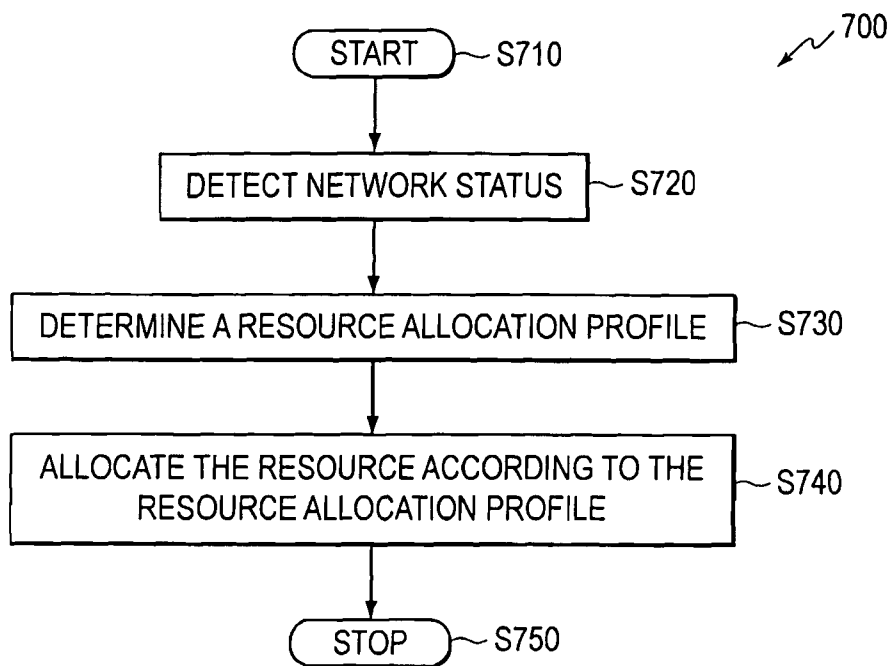 700
START S710
DETECT NETWORK STATUS S720
DETERMINE A RESOURCE ALLOCATION PROFILE S730
ALLOCATE THE RESOURCE ACCORDING TO THE
RESOURCE ALLOCATION PROFILE S740
STOP S750